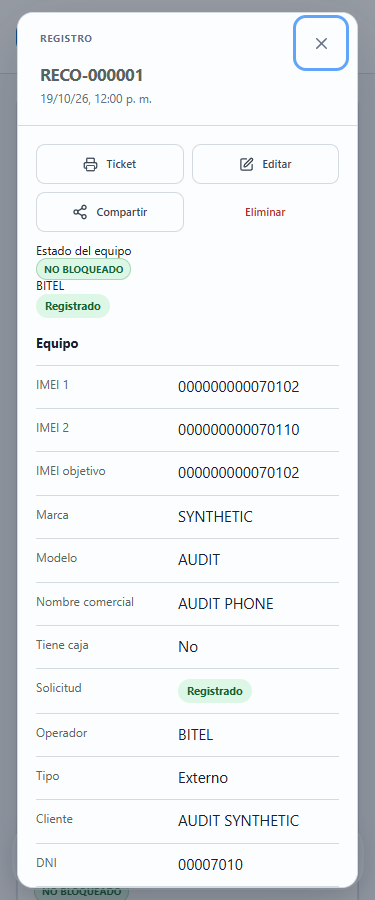 REGISTRO
RECO-000001
19/10/26, 12:00 p. m.
Ticket
Editar
Compartir
Eliminar
Estado del equipo
NO BLOQUEADO
BITEL
Registrado
Equipo
IMEI 1 000000000070102
IMEI 2 000000000070110
IMEI objetivo 000000000070102
Marca SYNTHETIC
Modelo AUDIT
Nombre comercial AUDIT PHONE
Tiene caja No
Solicitud Registrado
Operador BITEL
Tipo Externo
Cliente AUDIT SYNTHETIC
DNI 00007010
NO BLOQUEADO